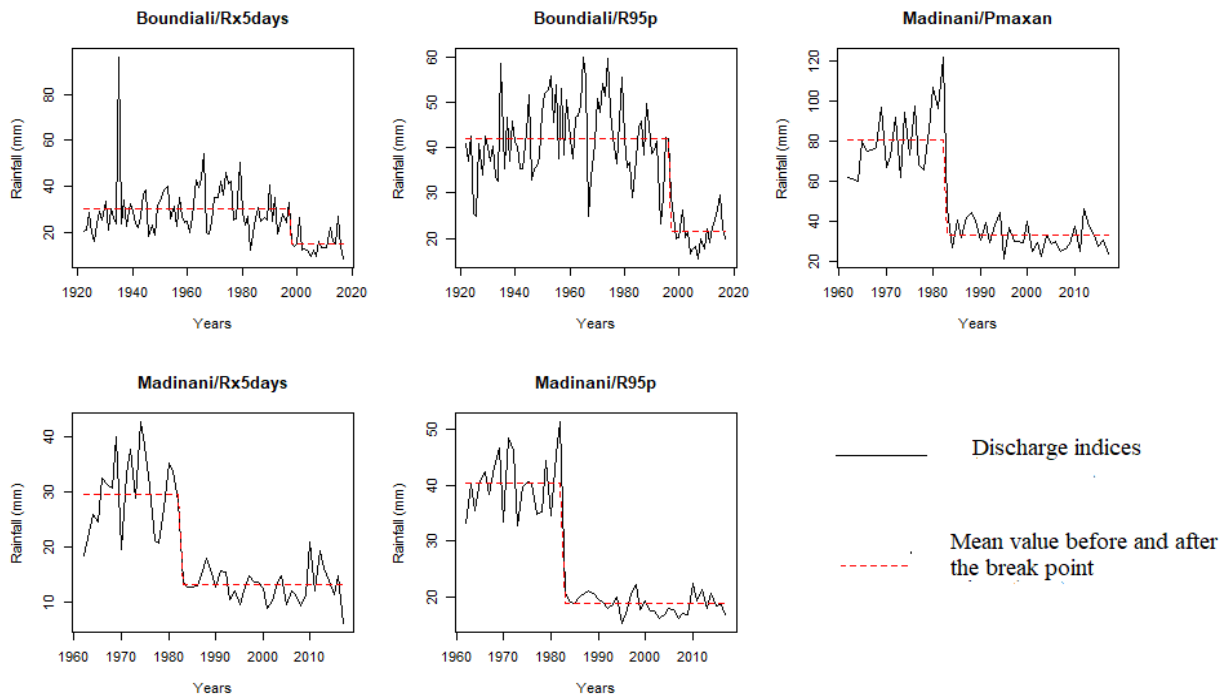 Boundiali/Rx5days
Rainfall (mm)
80
60
40
20
1920 1940 1960 1980 2000 2020
Years
Boundiali/R95p
Rainfall (mm)
60
50
40
30
20
1920 1940 1960 1980 2000 2020
Years
Madinani/Pmaxan
Rainfall (mm)
120
100
80
60
40
20
1960 1970 1980 1990 2000 2010
Years
Madinani/Rx5days
Rainfall (mm)
40
30
20
10
1960 1970 1980 1990 2000 2010
Years
Madinani/R95p
Rainfall (mm)
50
40
30
20
1960 1970 1980 1990 2000 2010
Years
Discharge indices
Mean value before and after
the break point